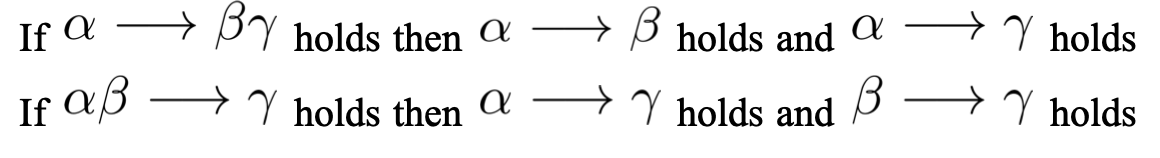 If α ⟶ βγ holds then α ⟶ β holds and α ⟶ γ holds
If αβ ⟶ γ holds then α ⟶ γ holds and β ⟶ γ holds